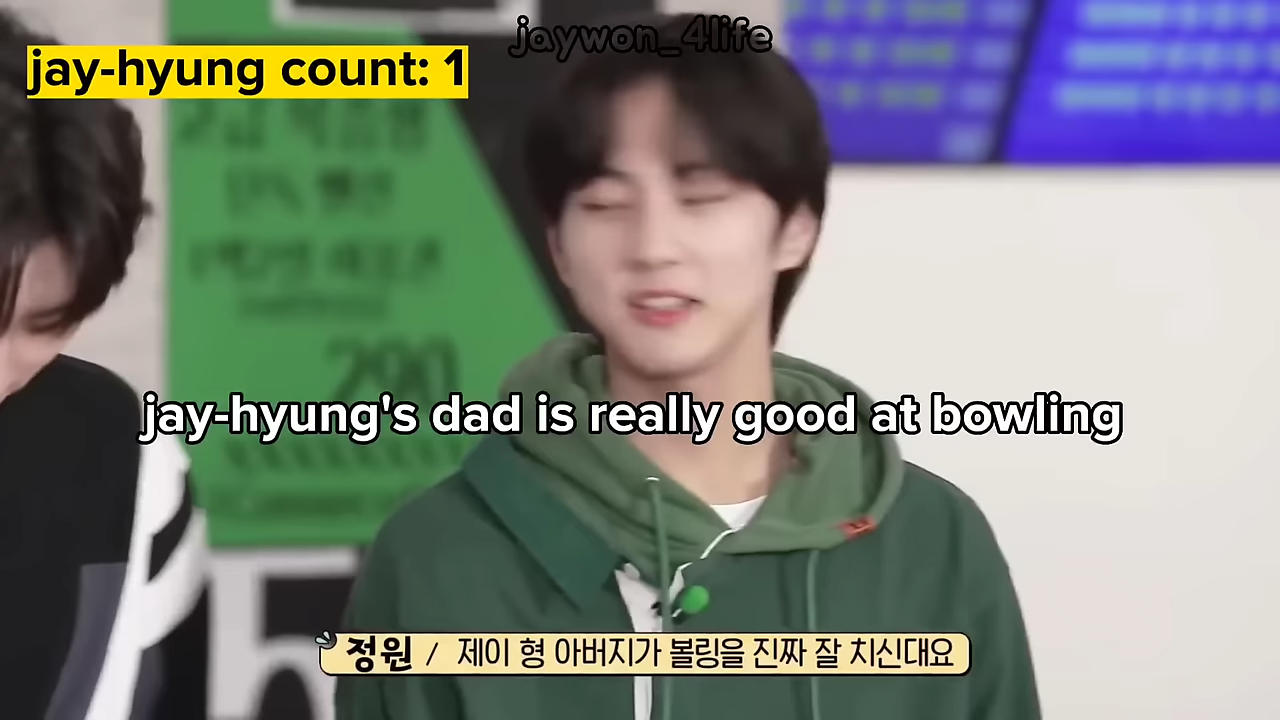 jaywon_4life
jay-hyung count: 1
290
jay-hyung's dad is really good at bowling
정원 / 제이 형 아버지가 볼링을 진짜 잘 치신대요